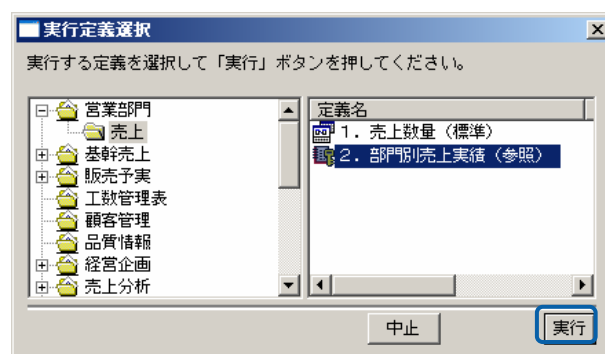 実行定義選択
実行する定義を選択して「実行」ボタンを押してください。
営業部門
売上
基幹売上
販売予実
工数管理表
顧客管理
品質情報
経営企画
売上分析
定義名
1．売上数量（標準）
2．部門別売上実績（参照）
中止
実行